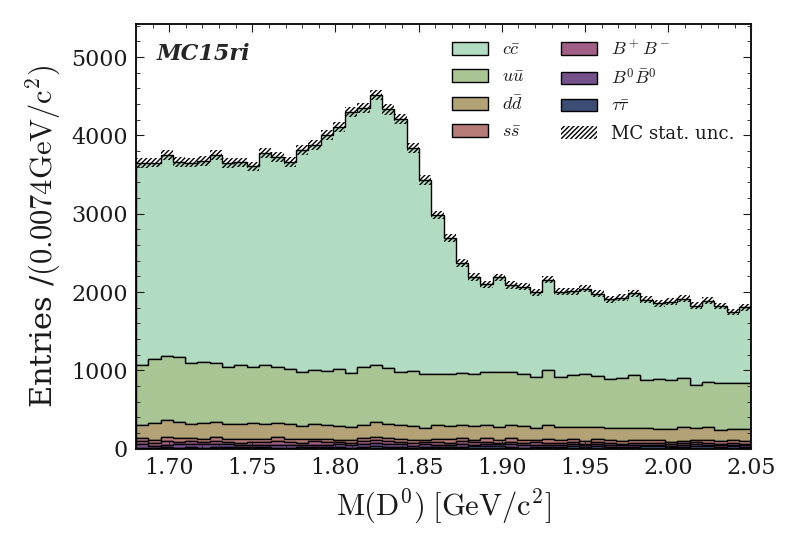 MC15ri
cc̄
uū
dd̄
ss̄
B⁺B⁻
B⁰B̄⁰
ττ̄
MC stat. unc.
Entries /(0.0074GeV/c²)
5000
4000
3000
2000
1000
0
1.70 1.75 1.80 1.85 1.90 1.95 2.00 2.05
M(D⁰) [GeV/c²]